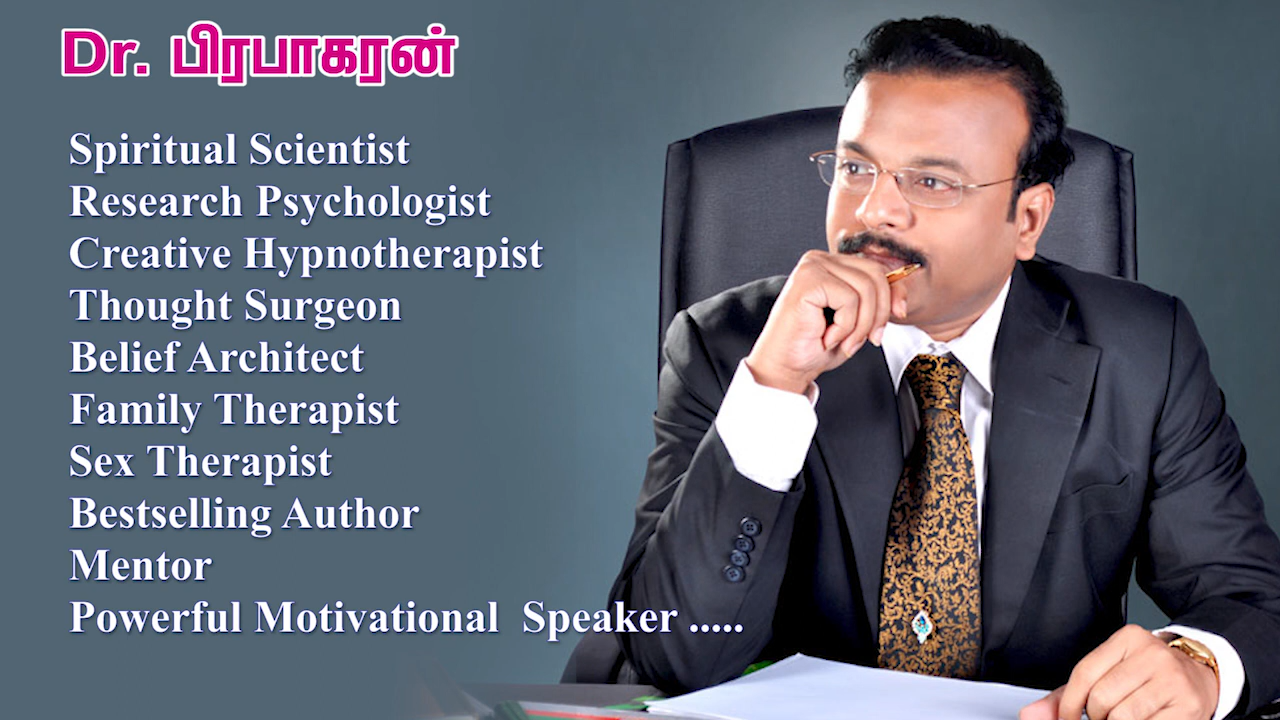 Dr. பிரபாகரன்
Spiritual Scientist
Research Psychologist
Creative Hypnotherapist
Thought Surgeon
Belief Architect
Family Therapist
Sex Therapist
Bestselling Author
Mentor
Powerful Motivational Speaker .....